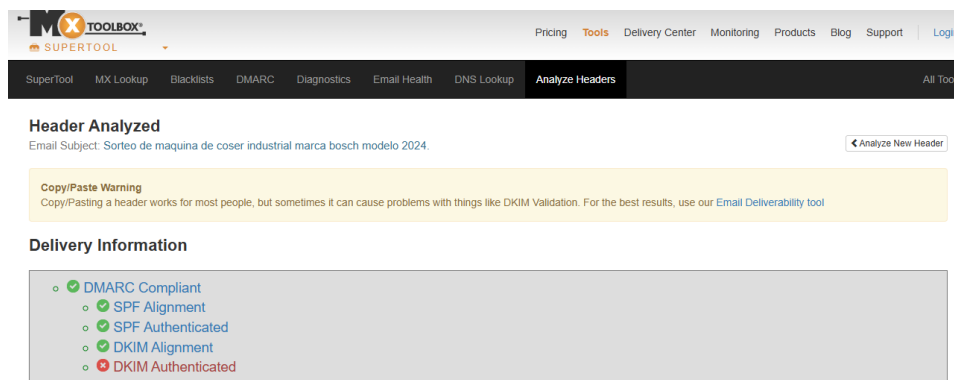 MX TOOLBOX®
SUPERTOOL
Pricing Tools Delivery Center Monitoring Products Blog Support Logi
SuperTool MX Lookup Blacklists DMARC Diagnostics Email Health DNS Lookup Analyze Headers All Too
Header Analyzed
Email Subject: Sorteo de maquina de coser industrial marca bosch modelo 2024.
Analyze New Header
Copy/Paste Warning
Copy/Pasting a header works for most people, but sometimes it can cause problems with things like DKIM Validation. For the best results, use our Email Deliverability tool
Delivery Information
DMARC Compliant
SPF Alignment
SPF Authenticated
DKIM Alignment
DKIM Authenticated